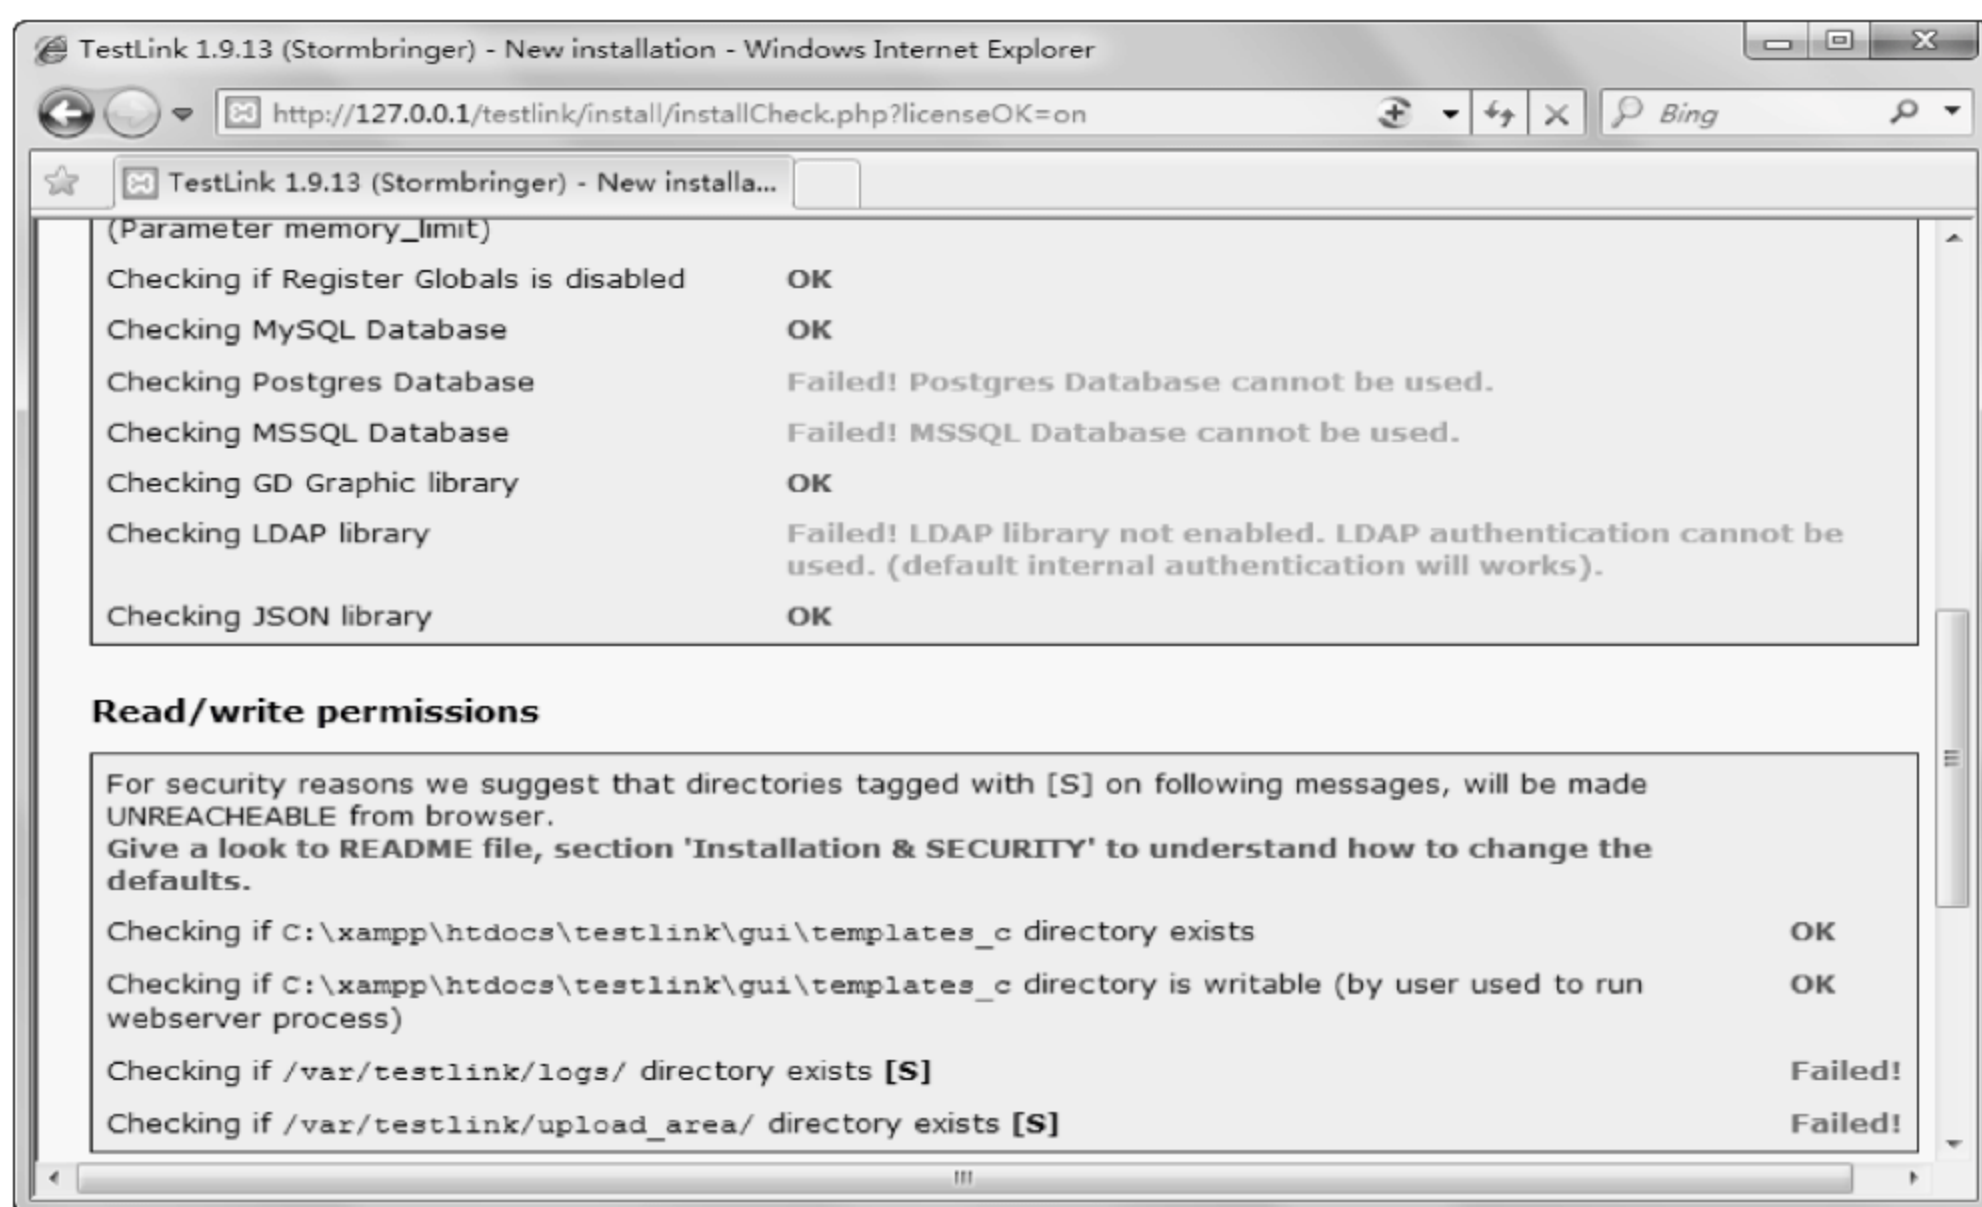 TestLink 1.9.13 (Stormbringer) - New installation - Windows Internet Explorer
http://127.0.0.1/testlink/install/installCheck.php?licenseOK=on
Bing
TestLink 1.9.13 (Stormbringer) - New installa...
(Parameter memory_limit)
Checking if Register Globals is disabled OK
Checking MySQL Database OK
Checking Postgres Database Failed! Postgres Database cannot be used.
Checking MSSQL Database Failed! MSSQL Database cannot be used.
Checking GD Graphic library OK
Checking LDAP library Failed! LDAP library not enabled. LDAP authentication cannot be
used. (default internal authentication will works).
Checking JSON library OK
Read/write permissions
For security reasons we suggest that directories tagged with [S] on following messages, will be made
UNREACHEABLE from browser.
Give a look to README file, section 'Installation & SECURITY' to understand how to change the
defaults.
Checking if C:\xampp\htdocs\testlink\gui\templates_c directory exists OK
Checking if C:\xampp\htdocs\testlink\gui\templates_c directory is writable (by user used to run OK
webserver process)
Checking if /var/testlink/logs/ directory exists [S] Failed!
Checking if /var/testlink/upload_area/ directory exists [S] Failed!